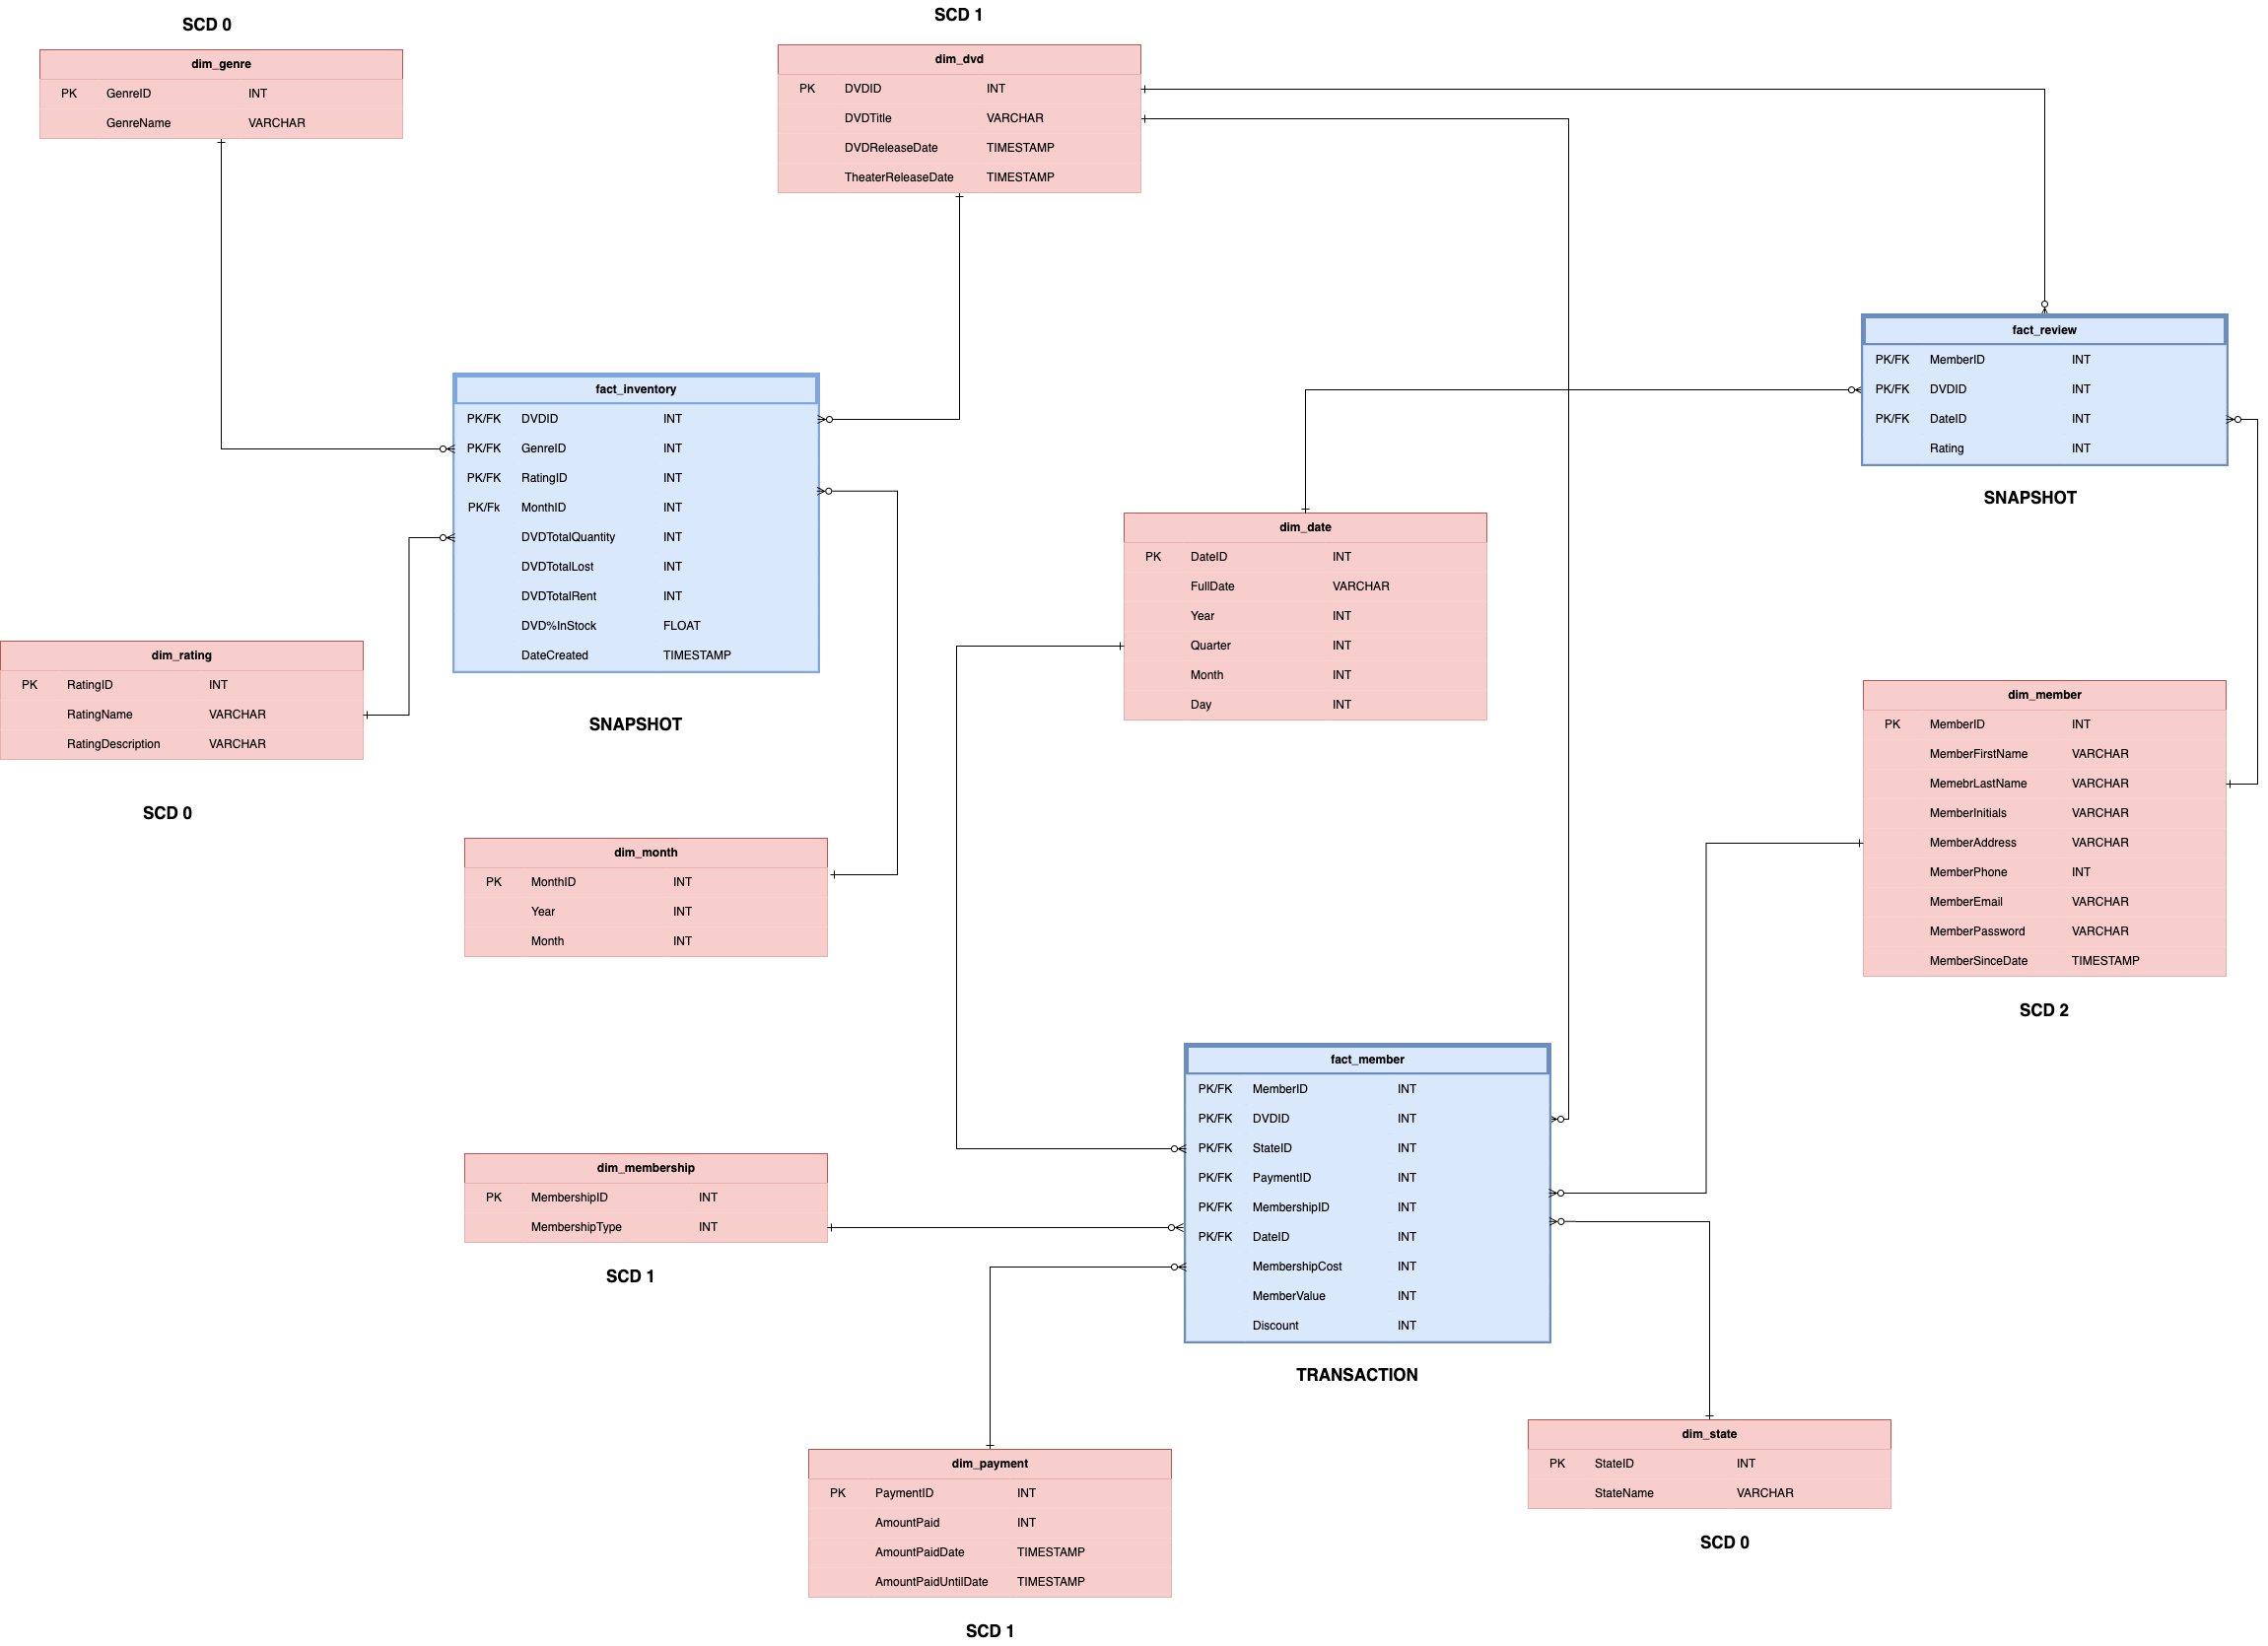 SCD 0
dim_genre
PK GenreID INT
GenreName VARCHAR
SCD 1
dim_dvd
PK DVDID INT
DVDTitle VARCHAR
DVDReleaseDate TIMESTAMP
TheaterReleaseDate TIMESTAMP
fact_review
PK/FK MemberID INT
PK/FK DVDID INT
PK/FK DateID INT
Rating INT
SNAPSHOT
fact_inventory
PK/FK DVDID INT
PK/FK GenreID INT
PK/FK RatingID INT
PK/Fk MonthID INT
DVDTotalQuantity INT
DVDTotalLost INT
DVDTotalRent INT
DVD%InStock FLOAT
DateCreated TIMESTAMP
SNAPSHOT
dim_date
PK DateID INT
FullDate VARCHAR
Year INT
Quarter INT
Month INT
Day INT
dim_rating
PK RatingID INT
RatingName VARCHAR
RatingDescription VARCHAR
SCD 0
dim_member
PK MemberID INT
MemberFirstName VARCHAR
MemebrLastName VARCHAR
MemberInitials VARCHAR
MemberAddress VARCHAR
MemberPhone INT
MemberEmail VARCHAR
MemberPassword VARCHAR
MemberSinceDate TIMESTAMP
SCD 2
dim_month
PK MonthID INT
Year INT
Month INT
fact_member
PK/FK MemberID INT
PK/FK DVDID INT
PK/FK StateID INT
PK/FK PaymentID INT
PK/FK MembershipID INT
PK/FK DateID INT
MembershipCost INT
MemberValue INT
Discount INT
TRANSACTION
dim_membership
PK MembershipID INT
MembershipType INT
SCD 1
dim_payment
PK PaymentID INT
AmountPaid INT
AmountPaidDate TIMESTAMP
AmountPaidUntilDate TIMESTAMP
SCD 1
dim_state
PK StateID INT
StateName VARCHAR
SCD 0